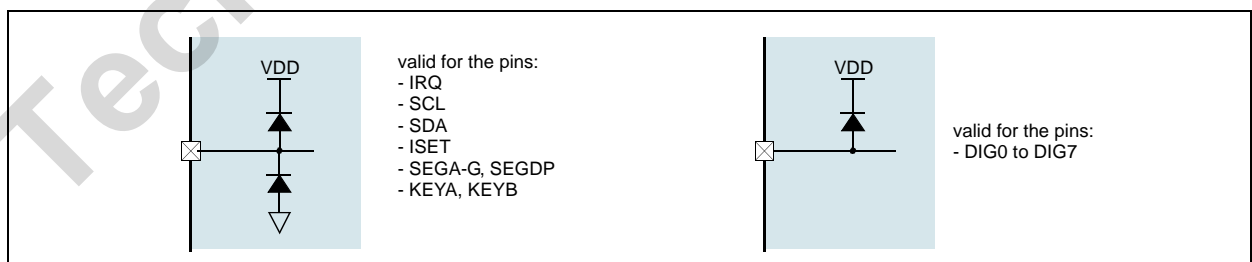 VDD
valid for the pins:
- IRQ
- SCL
- SDA
- ISET
- SEGA-G, SEGDP
- KEYA, KEYB
VDD
valid for the pins:
- DIG0 to DIG7
Tec